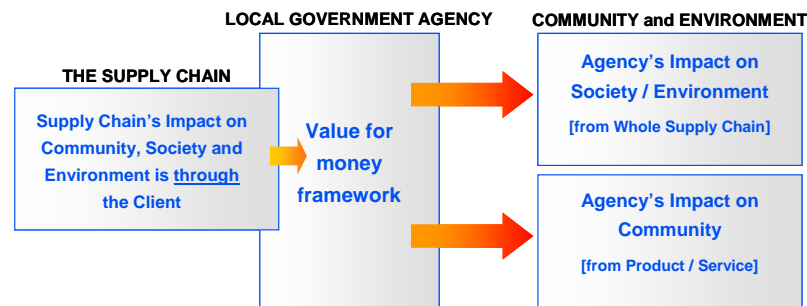 LOCAL GOVERNMENT AGENCY
COMMUNITY and ENVIRONMENT
THE SUPPLY CHAIN
Supply Chain's Impact on
Community, Society and
Environment is through
the Client
Value for
money
framework
Agency's Impact on
Society / Environment
[from Whole Supply Chain]
Agency's Impact on
Community
[from Product / Service]